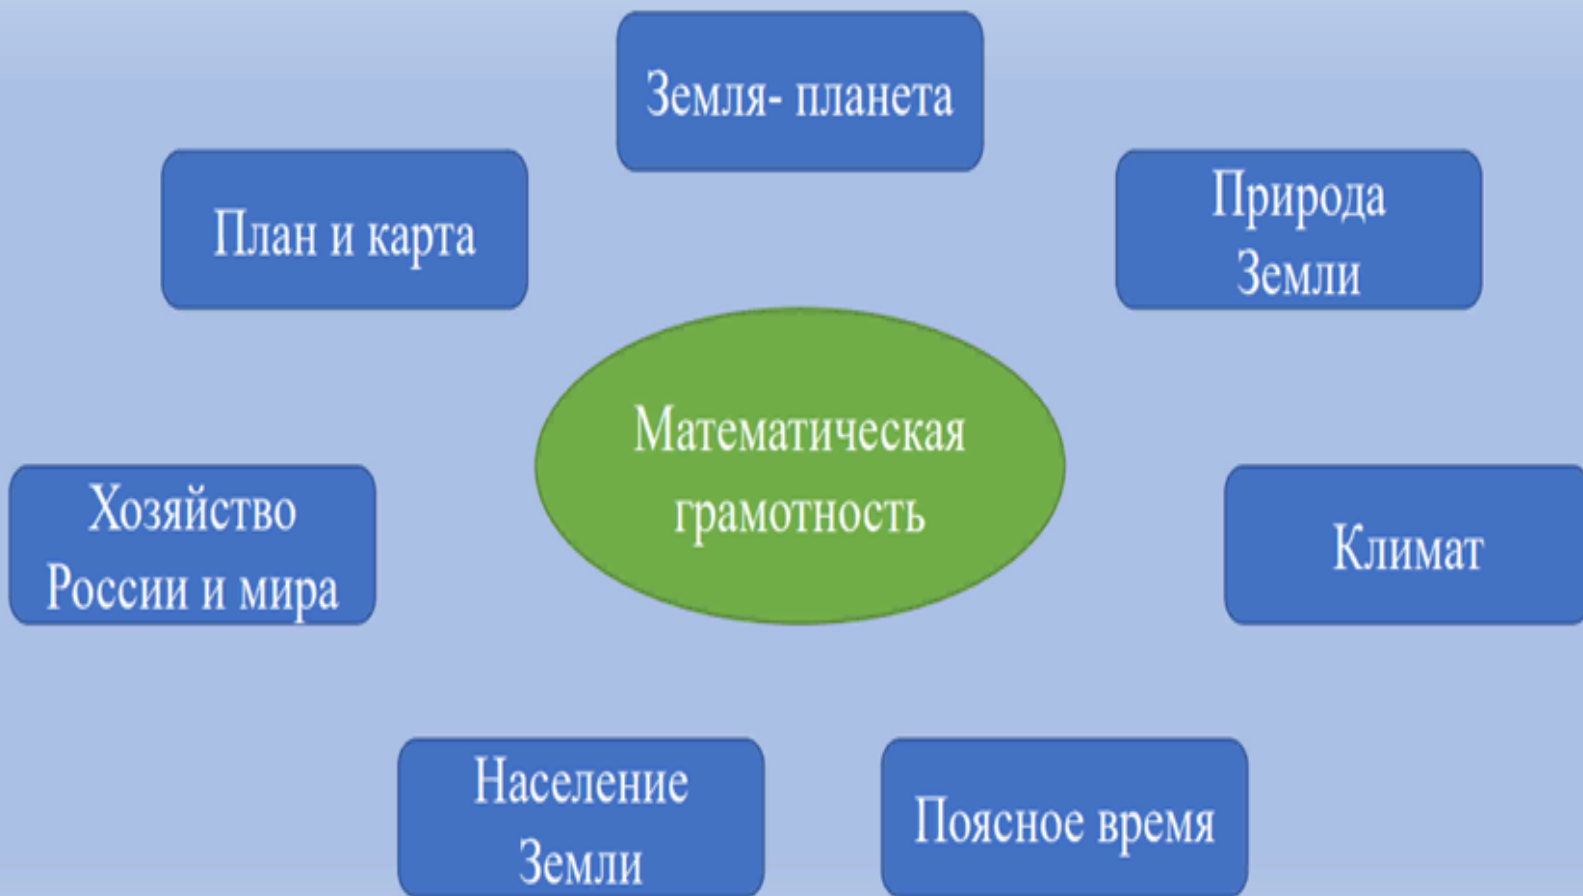 Земля- планета
План и карта
Природа
Земли
Математическая
грамотность
Хозяйство
России и мира
Климат
Население
Земли
Поясное время